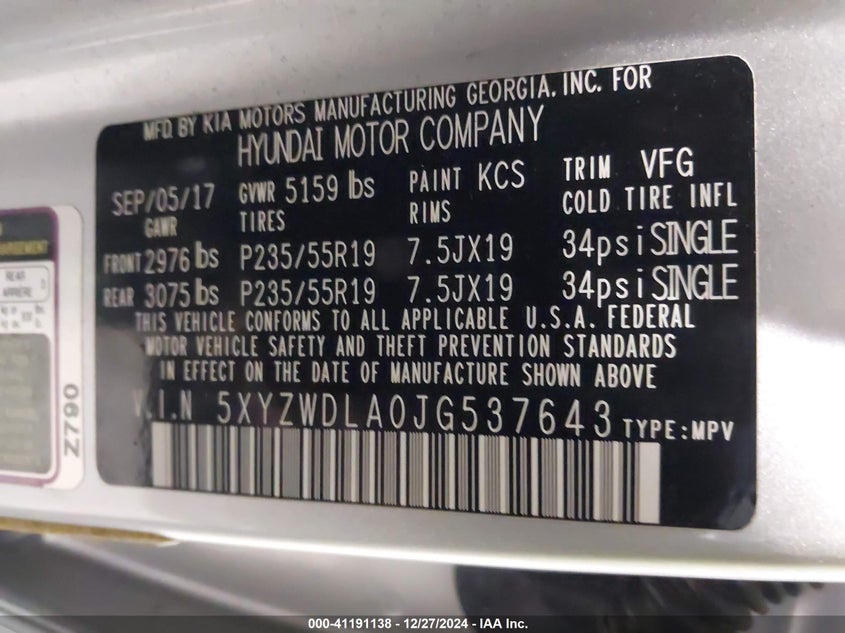 MFD BY KIA MOTORS MANUFACTURING GEORGIA, INC. FOR
HYUNDAI MOTOR COMPANY
SEP/05/17 GVWR 5159 lbs PAINT KCS TRIM VFG
GAWR TIRES RIMS COLD TIRE INFL
FRONT 2976 lbs P235/55R19 7.5JX19 34psi SINGLE
REAR 3075 lbs P235/55R19 7.5JX19 34psi SINGLE
THIS VEHICLE CONFORMS TO ALL APPLICABLE U.S.A. FEDERAL
MOTOR VEHICLE SAFETY AND THEFT PREVENTION STANDARDS
IN EFFECT ON THE DATE OF MANUFACTURE SHOWN ABOVE
V.I.N 5XYZWDLA0JG537643 TYPE:MPV
REAR
ARRIÈRE
Z790
000-41191138 - 12/27/2024 - IAA Inc.